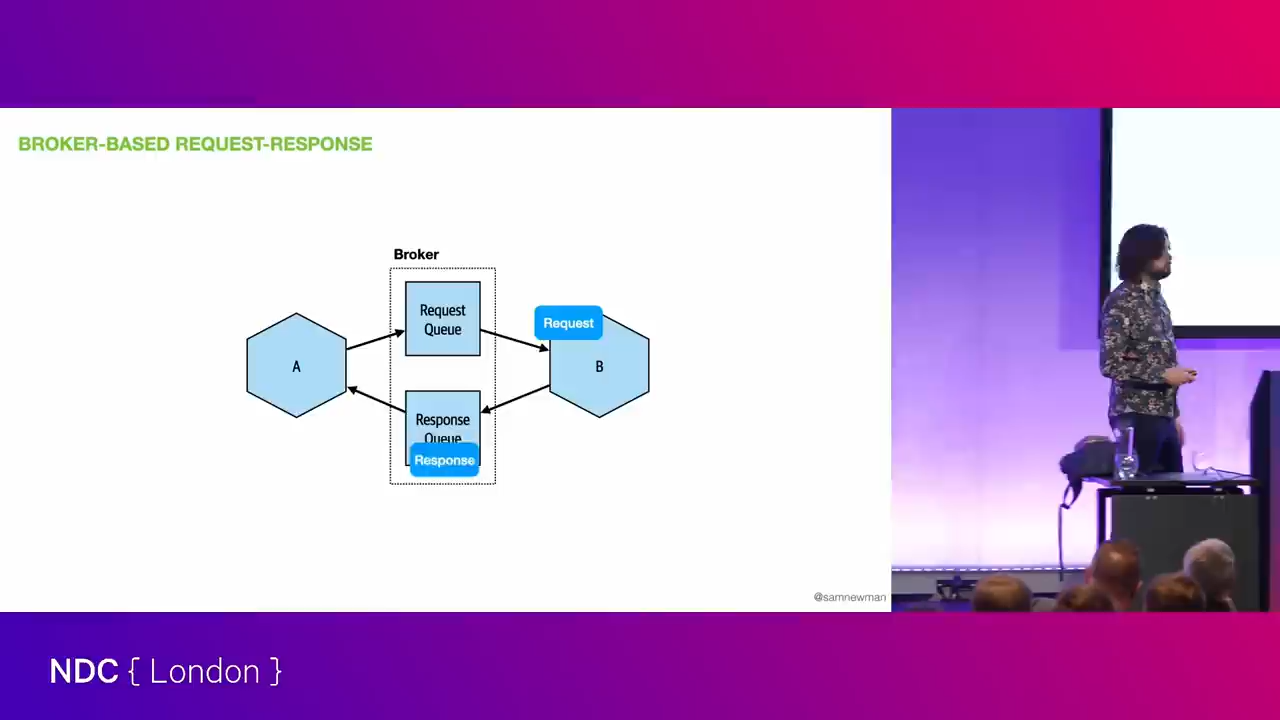 BROKER-BASED REQUEST-RESPONSE
Broker
Request
Queue
Request
A
B
Response
Queue
Response
@samnewman
NDC { London }